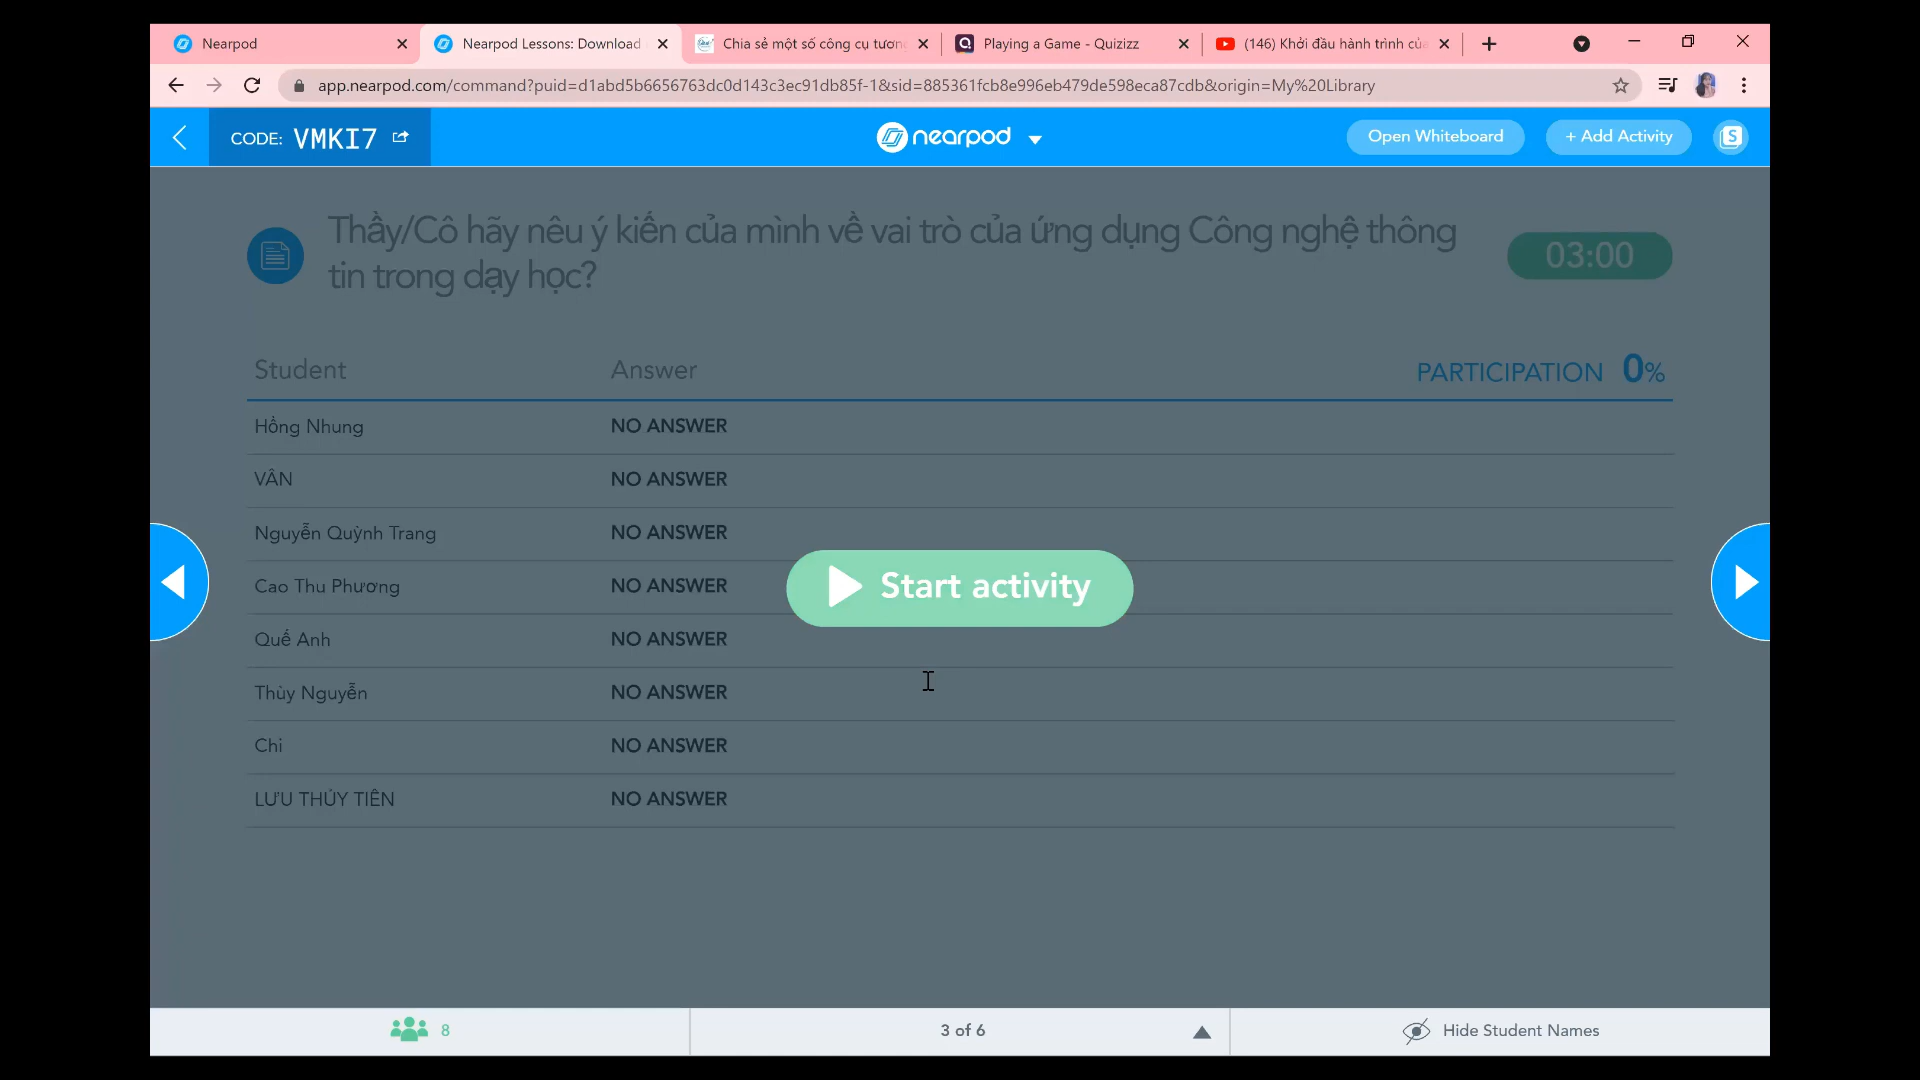 Nearpod
Nearpod Lessons: Download
Chia sẻ một số công cụ tương
Playing a Game - Quizizz
(146) Khởi đầu hành trình của
app.nearpod.com/command?puid=d1abd5b6656763dc0d143c3ec91db85f-1&sid=885361fcb8e996eb479de598eca87cdb&origin=My%20Library
CODE: VMKI7
nearpod
Open Whiteboard
+ Add Activity
S
Thầy/Cô hãy nêu ý kiến của mình về vai trò của ứng dụng Công nghệ thông
tin trong dạy học?
03:00
Student Answer PARTICIPATION 0%
Hồng Nhung NO ANSWER
VÂN NO ANSWER
Nguyễn Quỳnh Trang NO ANSWER
Cao Thu Phương NO ANSWER
Quế Anh NO ANSWER
Thùy Nguyễn NO ANSWER
Chi NO ANSWER
LƯU THỦY TIÊN NO ANSWER
Start activity
8
3 of 6
Hide Student Names